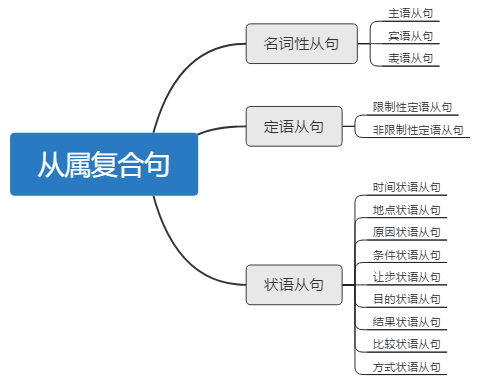 从属复合句
名词性从句
主语从句
宾语从句
表语从句
定语从句
限制性定语从句
非限制性定语从句
状语从句
时间状语从句
地点状语从句
原因状语从句
条件状语从句
让步状语从句
目的状语从句
结果状语从句
比较状语从句
方式状语从句